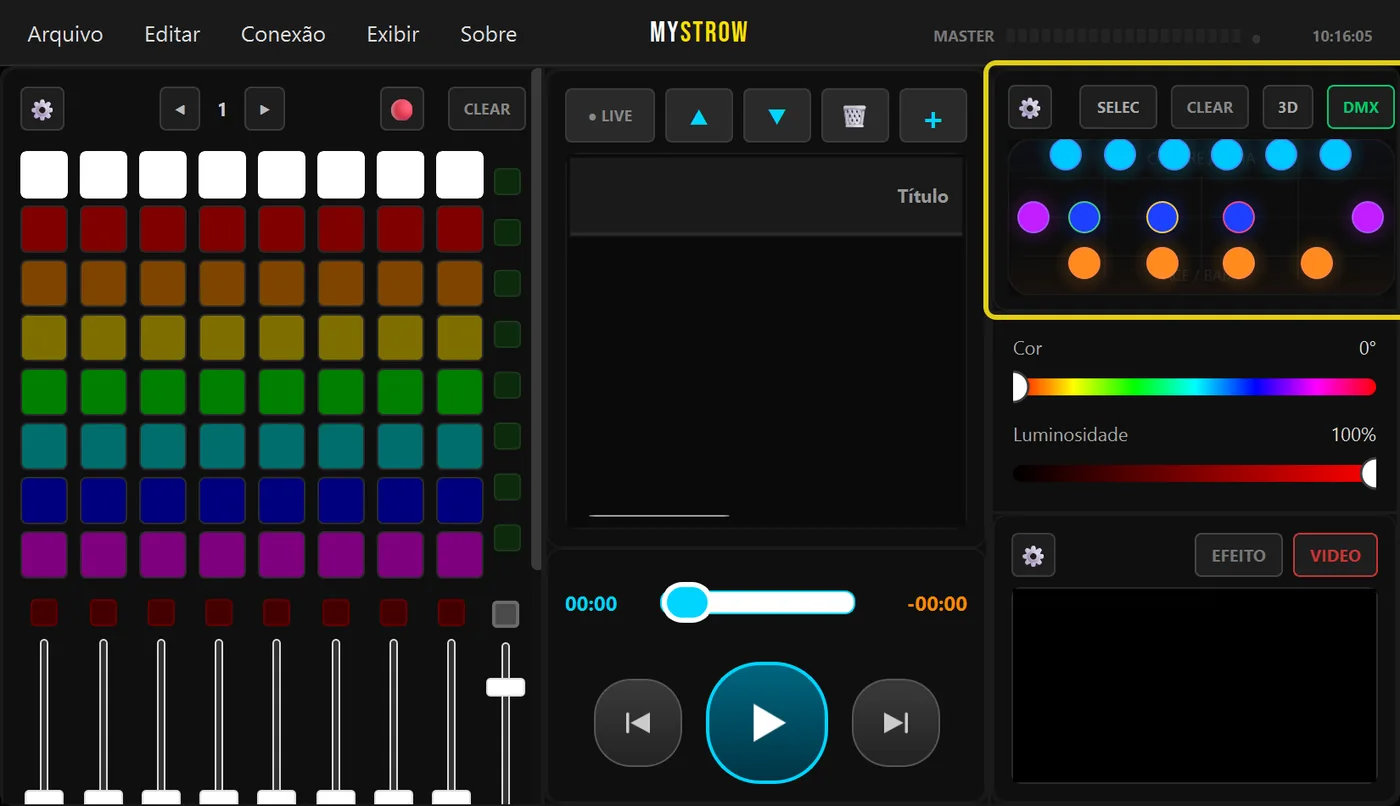 Arquivo Editar Conexão Exibir Sobre MYSTROW MASTER 10:16:05
1 CLEAR
LIVE
Título
00:00 -00:00
SELEC CLEAR 3D DMX
Cor 0°
Luminosidade 100%
EFEITO VIDEO